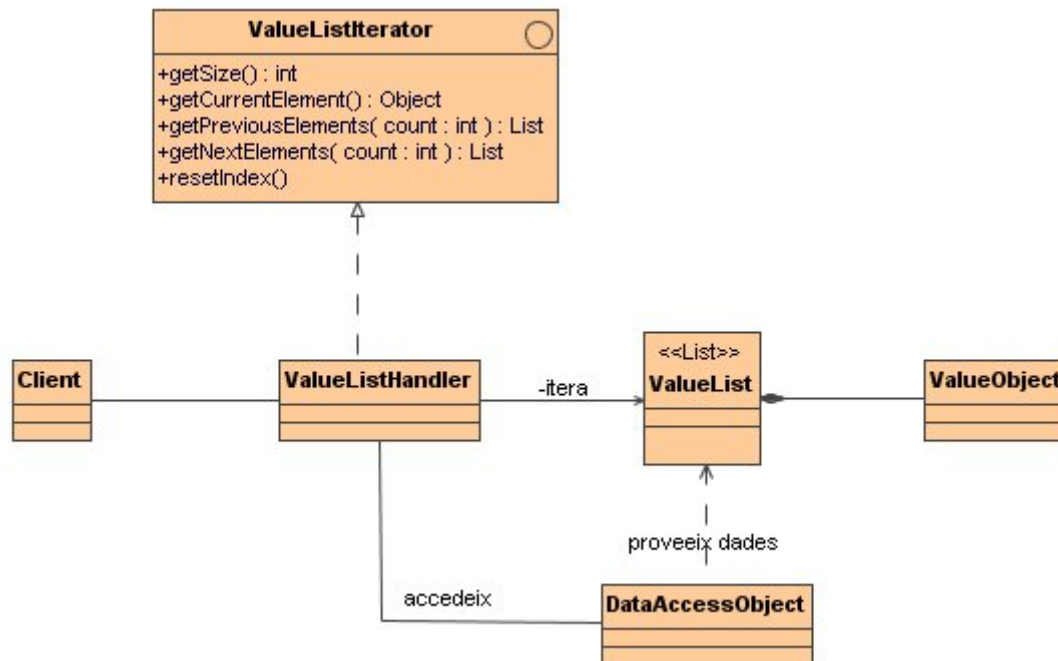 ValueListIterator
+getSize() : int
+getCurrentElement() : Object
+getPreviousElements( count : int ) : List
+getNextElements( count : int ) : List
+resetIndex()
<<List>>
Client
ValueListHandler
-itera
ValueList
ValueObject
proveeix dades
accedeix
DataAccessObject